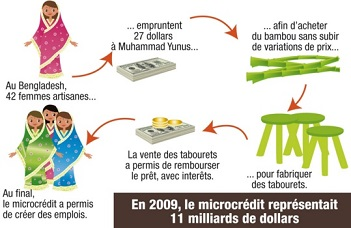 Au Bangladesh,
42 femmes artisanes...
... empruntent
27 dollars
à Muhammad Yunus...
... afin d'acheter
du bambou sans subir
de variations de prix...
... pour fabriquer
des tabourets.
La vente des tabourets
a permis de rembourser
le prêt, avec intérêts.
Au final,
le microcrédit a permis
de créer des emplois.
En 2009, le microcrédit représentait
11 milliards de dollars